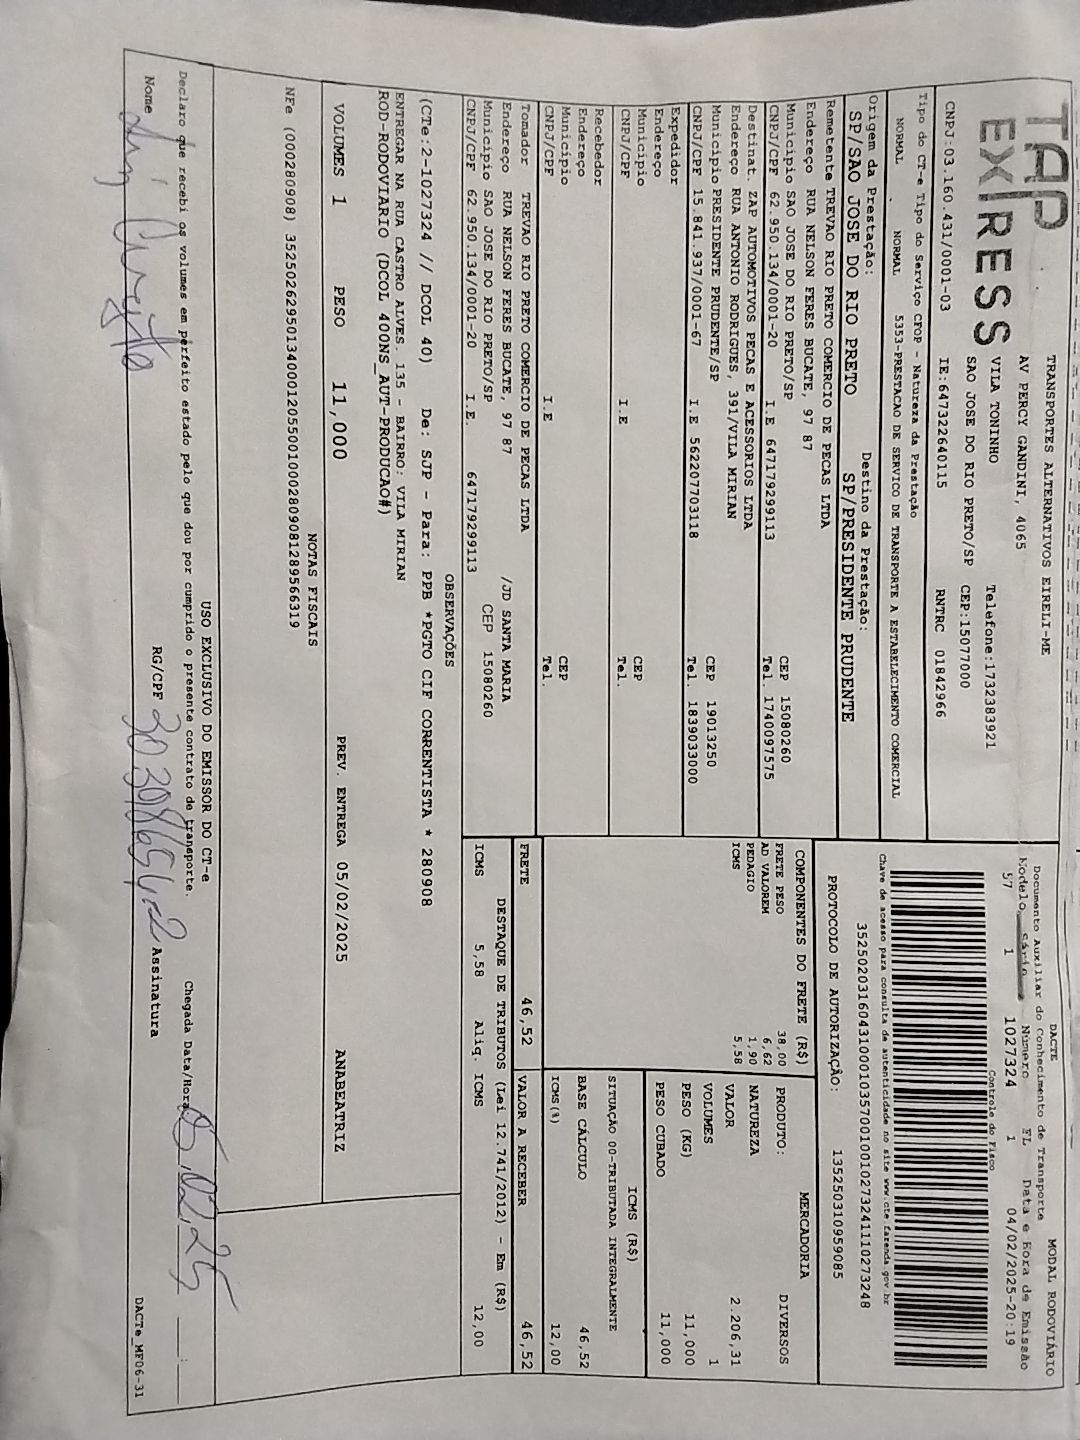 TAP
EX/RESS
TRANSPORTES ALTERNATIVOS EIRELI-ME
AV PERCY GANDINI, 4065
VILA TONINHO Telefone:1732383921
SAO JOSE DO RIO PRETO/SP CEP:15077000
CNPJ:03.160.431/0001-03 IE:647322640115 RNTRC 01842966
Tipo do CT-e Tipo do Serviço CFOP - Natureza da Prestação
NORMAL NORMAL 5353-PRESTACAO DE SERVICO DE TRANSPORTE A ESTABELECIMENTO COMERCIAL
Origem da Prestação: Destino da Prestação:
SP/SAO JOSE DO RIO PRETO SP/PRESIDENTE PRUDENTE
Remetente TREVAO RIO PRETO COMERCIO DE PECAS LTDA
Endereço RUA NELSON FERES BUCATE, 97 87
Município SAO JOSE DO RIO PRETO/SP CEP 15080260
CNPJ/CPF 62.950.134/0001-20 I.E 647179299113 Tel. 1740097575
Destinat. ZAP AUTOMOTIVOS PECAS E ACESSORIOS LTDA
Endereço RUA ANTONIO RODRIGUES, 391/VILA MIRIAN
Município PRESIDENTE PRUDENTE/SP CEP 19013250
CNPJ/CPF 15.841.937/0001-67 I.E 562207703118 Tel. 1839033000
Expedidor
Endereço
Município CEP
CNPJ/CPF I.E Tel.
Recebedor
Endereço
Município CEP
CNPJ/CPF I.E Tel.
Tomador TREVAO RIO PRETO COMERCIO DE PECAS LTDA
Endereço RUA NELSON FERES BUCATE, 97 87 /JD SANTA MARIA
Município SAO JOSE DO RIO PRETO/SP CEP 15080260
CNPJ/CPF 62.950.134/0001-20 I.E. 647179299113
DACTE MODAL RODOVIÁRIO
Documento Auxiliar do Conhecimento de Transporte
Modelo Série Número FL Data e Hora de Emissão
57 1 1027324 1 04/02/2025-20:19
Controle do Fisco
Chave de acesso para consulta de autenticidade no site www.cte.fazenda.gov.br
35250203160431000103570010010273241110273248
PROTOCOLO DE AUTORIZAÇÃO: 135250310959085
COMPONENTES DO FRETE (R$)
FRETE PESO 38,00
AD VALOREM 6,62
PEDAGIO 1,90
ICMS 5,58
MERCADORIA
PRODUTO: DIVERSOS
NATUREZA
VALOR 2.206,31
VOLUMES 1
PESO (KG) 11,000
PESO CUBADO 11,000
ICMS (R$)
SITUAÇÃO 00-TRIBUTADA INTEGRALMENTE
BASE CÁLCULO 46,52
ICMS(%) 12,00
FRETE 46,52 VALOR A RECEBER 46,52
DESTAQUE DE TRIBUTOS (Lei 12.741/2012) - Em (R$)
ICMS 5,58 Aliq. ICMS 12,00
OBSERVAÇÕES
(CTe:2-1027324 // DCOL 40) De: SJP - Para: PPB *PGTO CIF CORRENTISTA * 280908
ENTREGAR NA RUA CASTRO ALVES, 135 - BAIRRO: VILA MIRIAN
ROD-RODOVIARIO (DCOL 400NS_AUT-PRODUCAO#)
VOLUMES 1 PESO 11,000 PREV. ENTREGA 05/02/2025 ANABEATRIZ
NOTAS FISCAIS
NFe (000280908) 35250262950134000120550010002809081289566319
USO EXCLUSIVO DO EMISSOR DO CT-e
Declaro que recebi os volumes em perfeito estado pelo que dou por cumprido o presente contrato de transporte. Chegada Data/Hora :
Nome RG/CPF Assinatura
DACTe_MF06-31